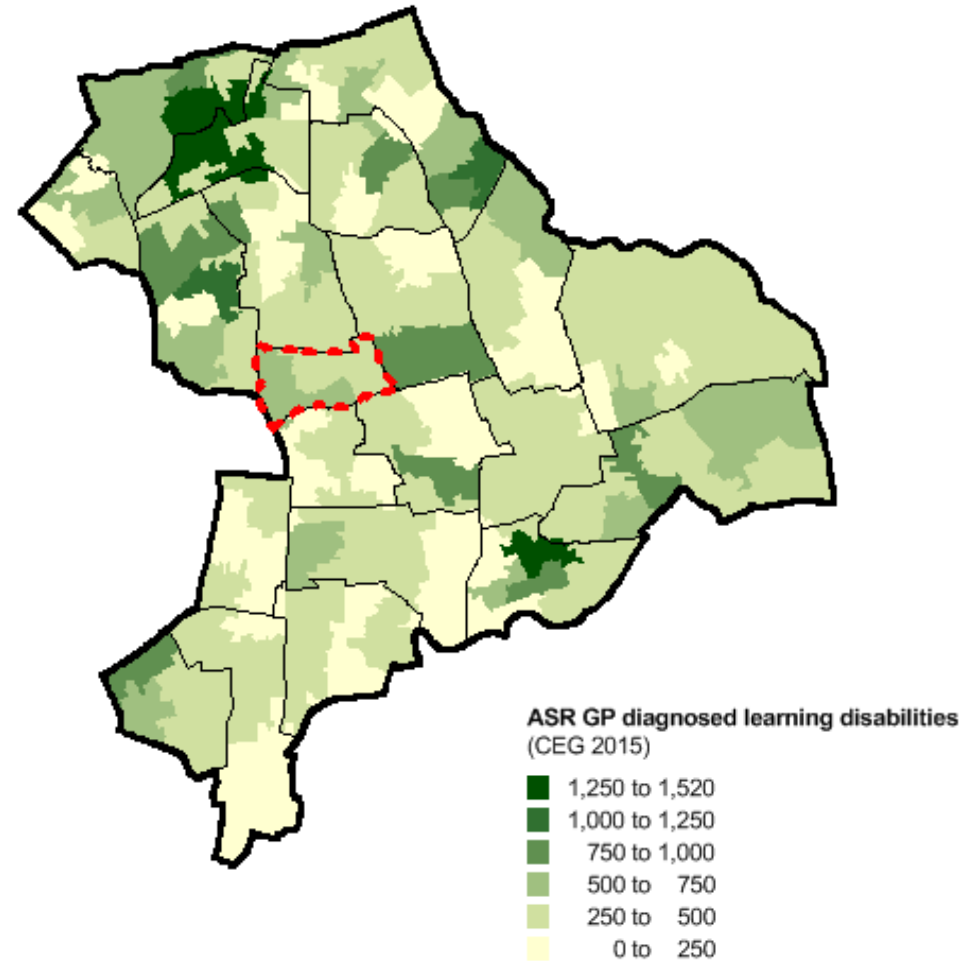 ASR GP diagnosed learning disabilities
(CEG 2015)
1,250 to 1,520
1,000 to 1,250
750 to 1,000
500 to 750
250 to 500
0 to 250